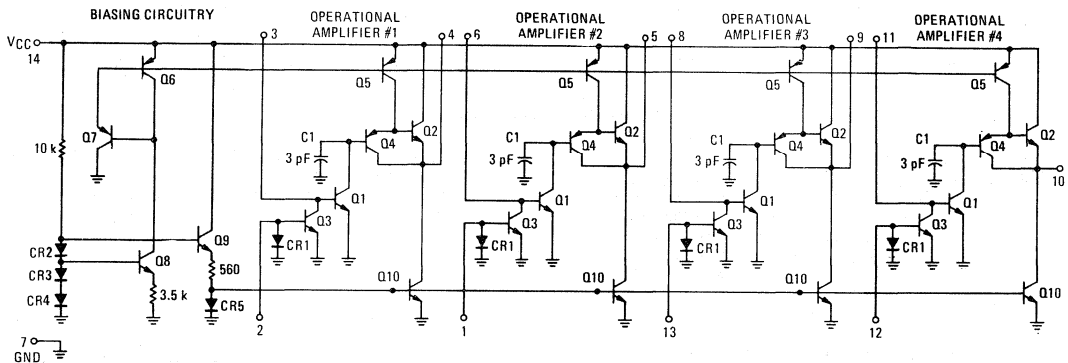 BIASING CIRCUITRY
OPERATIONAL
AMPLIFIER #1
OPERATIONAL
AMPLIFIER #2
OPERATIONAL
AMPLIFIER #3
OPERATIONAL
AMPLIFIER #4
VCC
14
3
4
6
5
8
9
11
Q6
Q5
Q5
Q5
Q5
Q7
10 k
C1
3 pF
Q4
Q2
C1
3 pF
Q4
Q2
C1
3 pF
Q4
Q2
C1
3 pF
Q4
Q2
10
Q1
Q3
Q1
Q3
Q1
Q3
Q1
Q3
CR1
CR1
CR1
CR1
CR2
CR3
CR4
Q8
3.5 k
Q9
560
CR5
Q10
Q10
Q10
Q10
2
1
13
12
7
GND